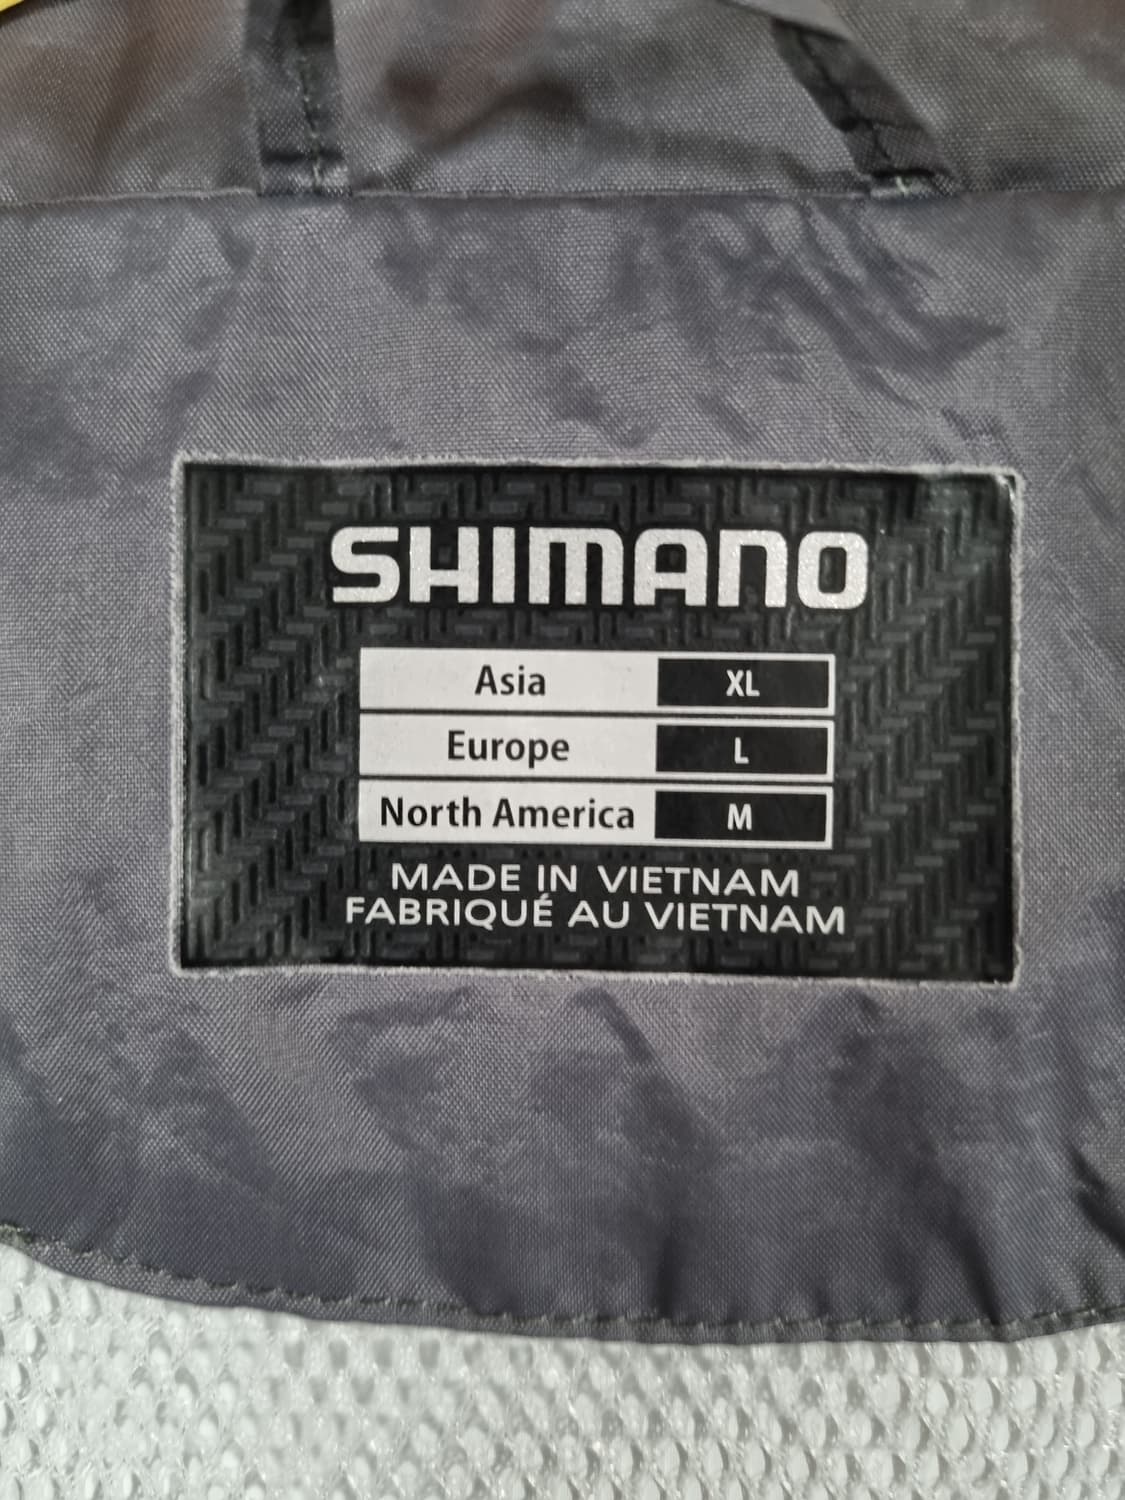 SHIMANO
Asia XL
Europe L
North America M
MADE IN VIETNAM
FABRIQUÉ AU VIETNAM